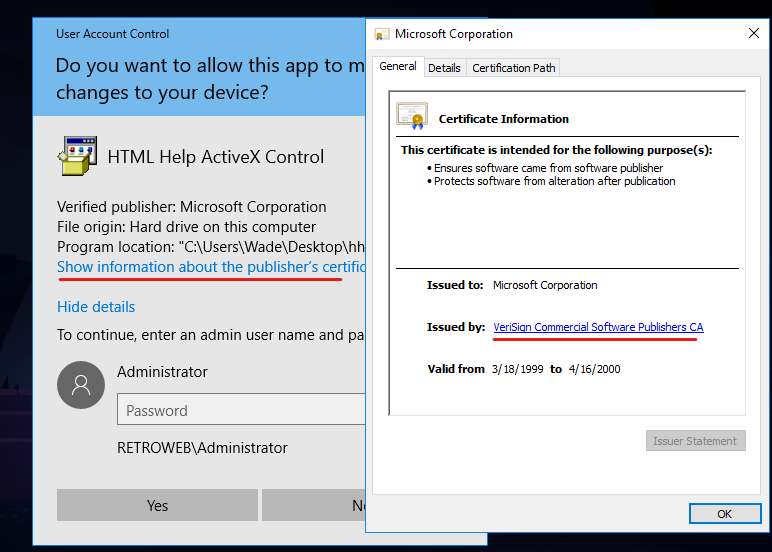 User Account Control
Do you want to allow this app to m
changes to your device?
HTML Help ActiveX Control
Verified publisher: Microsoft Corporation
File origin: Hard drive on this computer
Program location: "C:\Users\Wade\Desktop\hh
Show information about the publisher's certific
Hide details
To continue, enter an admin user name and pa
Administrator
Password
RETROWEB\Administrator
Yes
N
Microsoft Corporation
General
Details
Certification Path
Certificate Information
This certificate is intended for the following purpose(s):
• Ensures software came from software publisher
• Protects software from alteration after publication
Issued to: Microsoft Corporation
Issued by: VeriSign Commercial Software Publishers CA
Valid from 3/18/1999 to 4/16/2000
Issuer Statement
OK